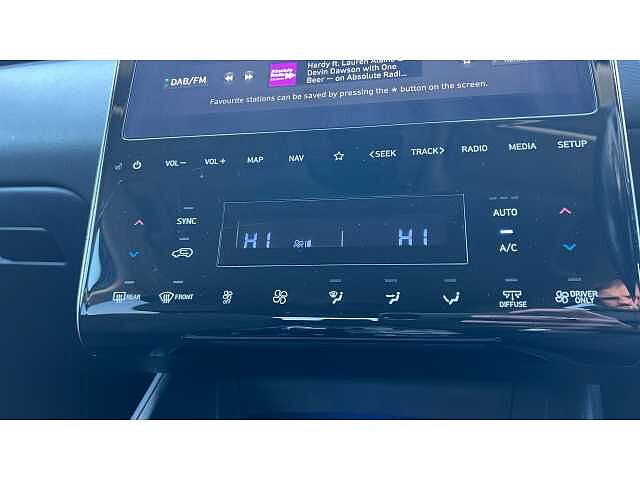 DAB/FM
Hardy ft. Lauren Alaina &
Devin Dawson with One
Beer -- on Absolute Radi...
Favourite stations can be saved by pressing the ★ button on the screen.
VOL− VOL+ MAP NAV ☆ <SEEK TRACK> RADIO MEDIA SETUP
SYNC HI HI AUTO
A/C
REAR FRONT OFF DIFFUSE DRIVER
ONLY